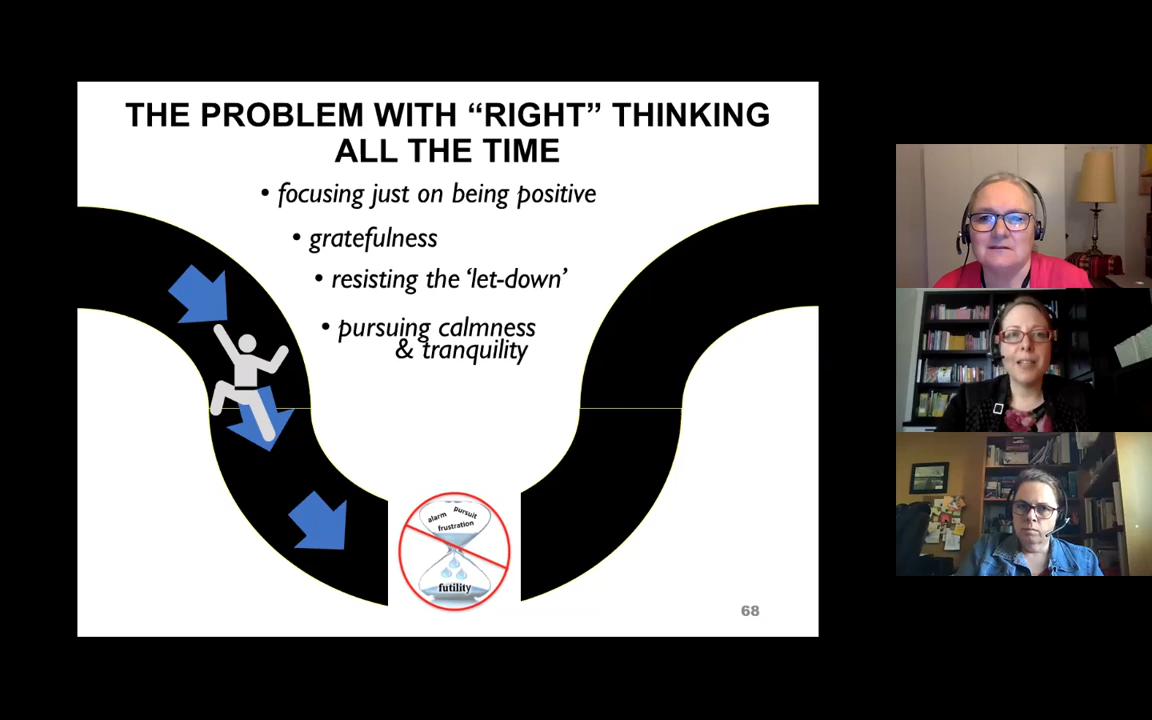 THE PROBLEM WITH “RIGHT” THINKING
ALL THE TIME
• focusing just on being positive
• gratefulness
• resisting the ‘let-down’
• pursuing calmness
& tranquility
alarm pursuit
frustration
futility
68